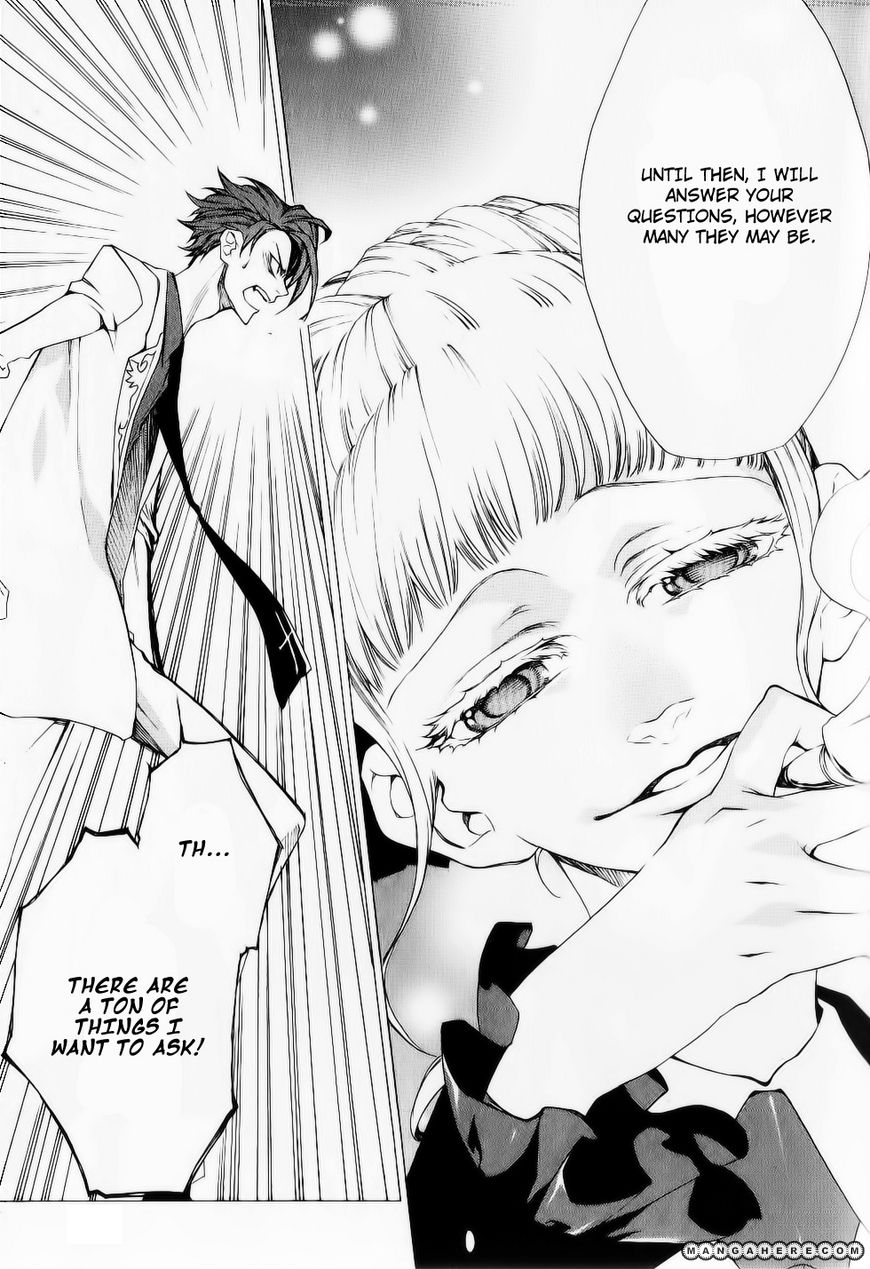 UNTIL THEN, I WILL
ANSWER YOUR
QUESTIONS, HOWEVER
MANY THEY MAY BE.
TH...
THERE ARE
A TON OF
THINGS I
WANT TO ASK!
MANGAHERE.COM